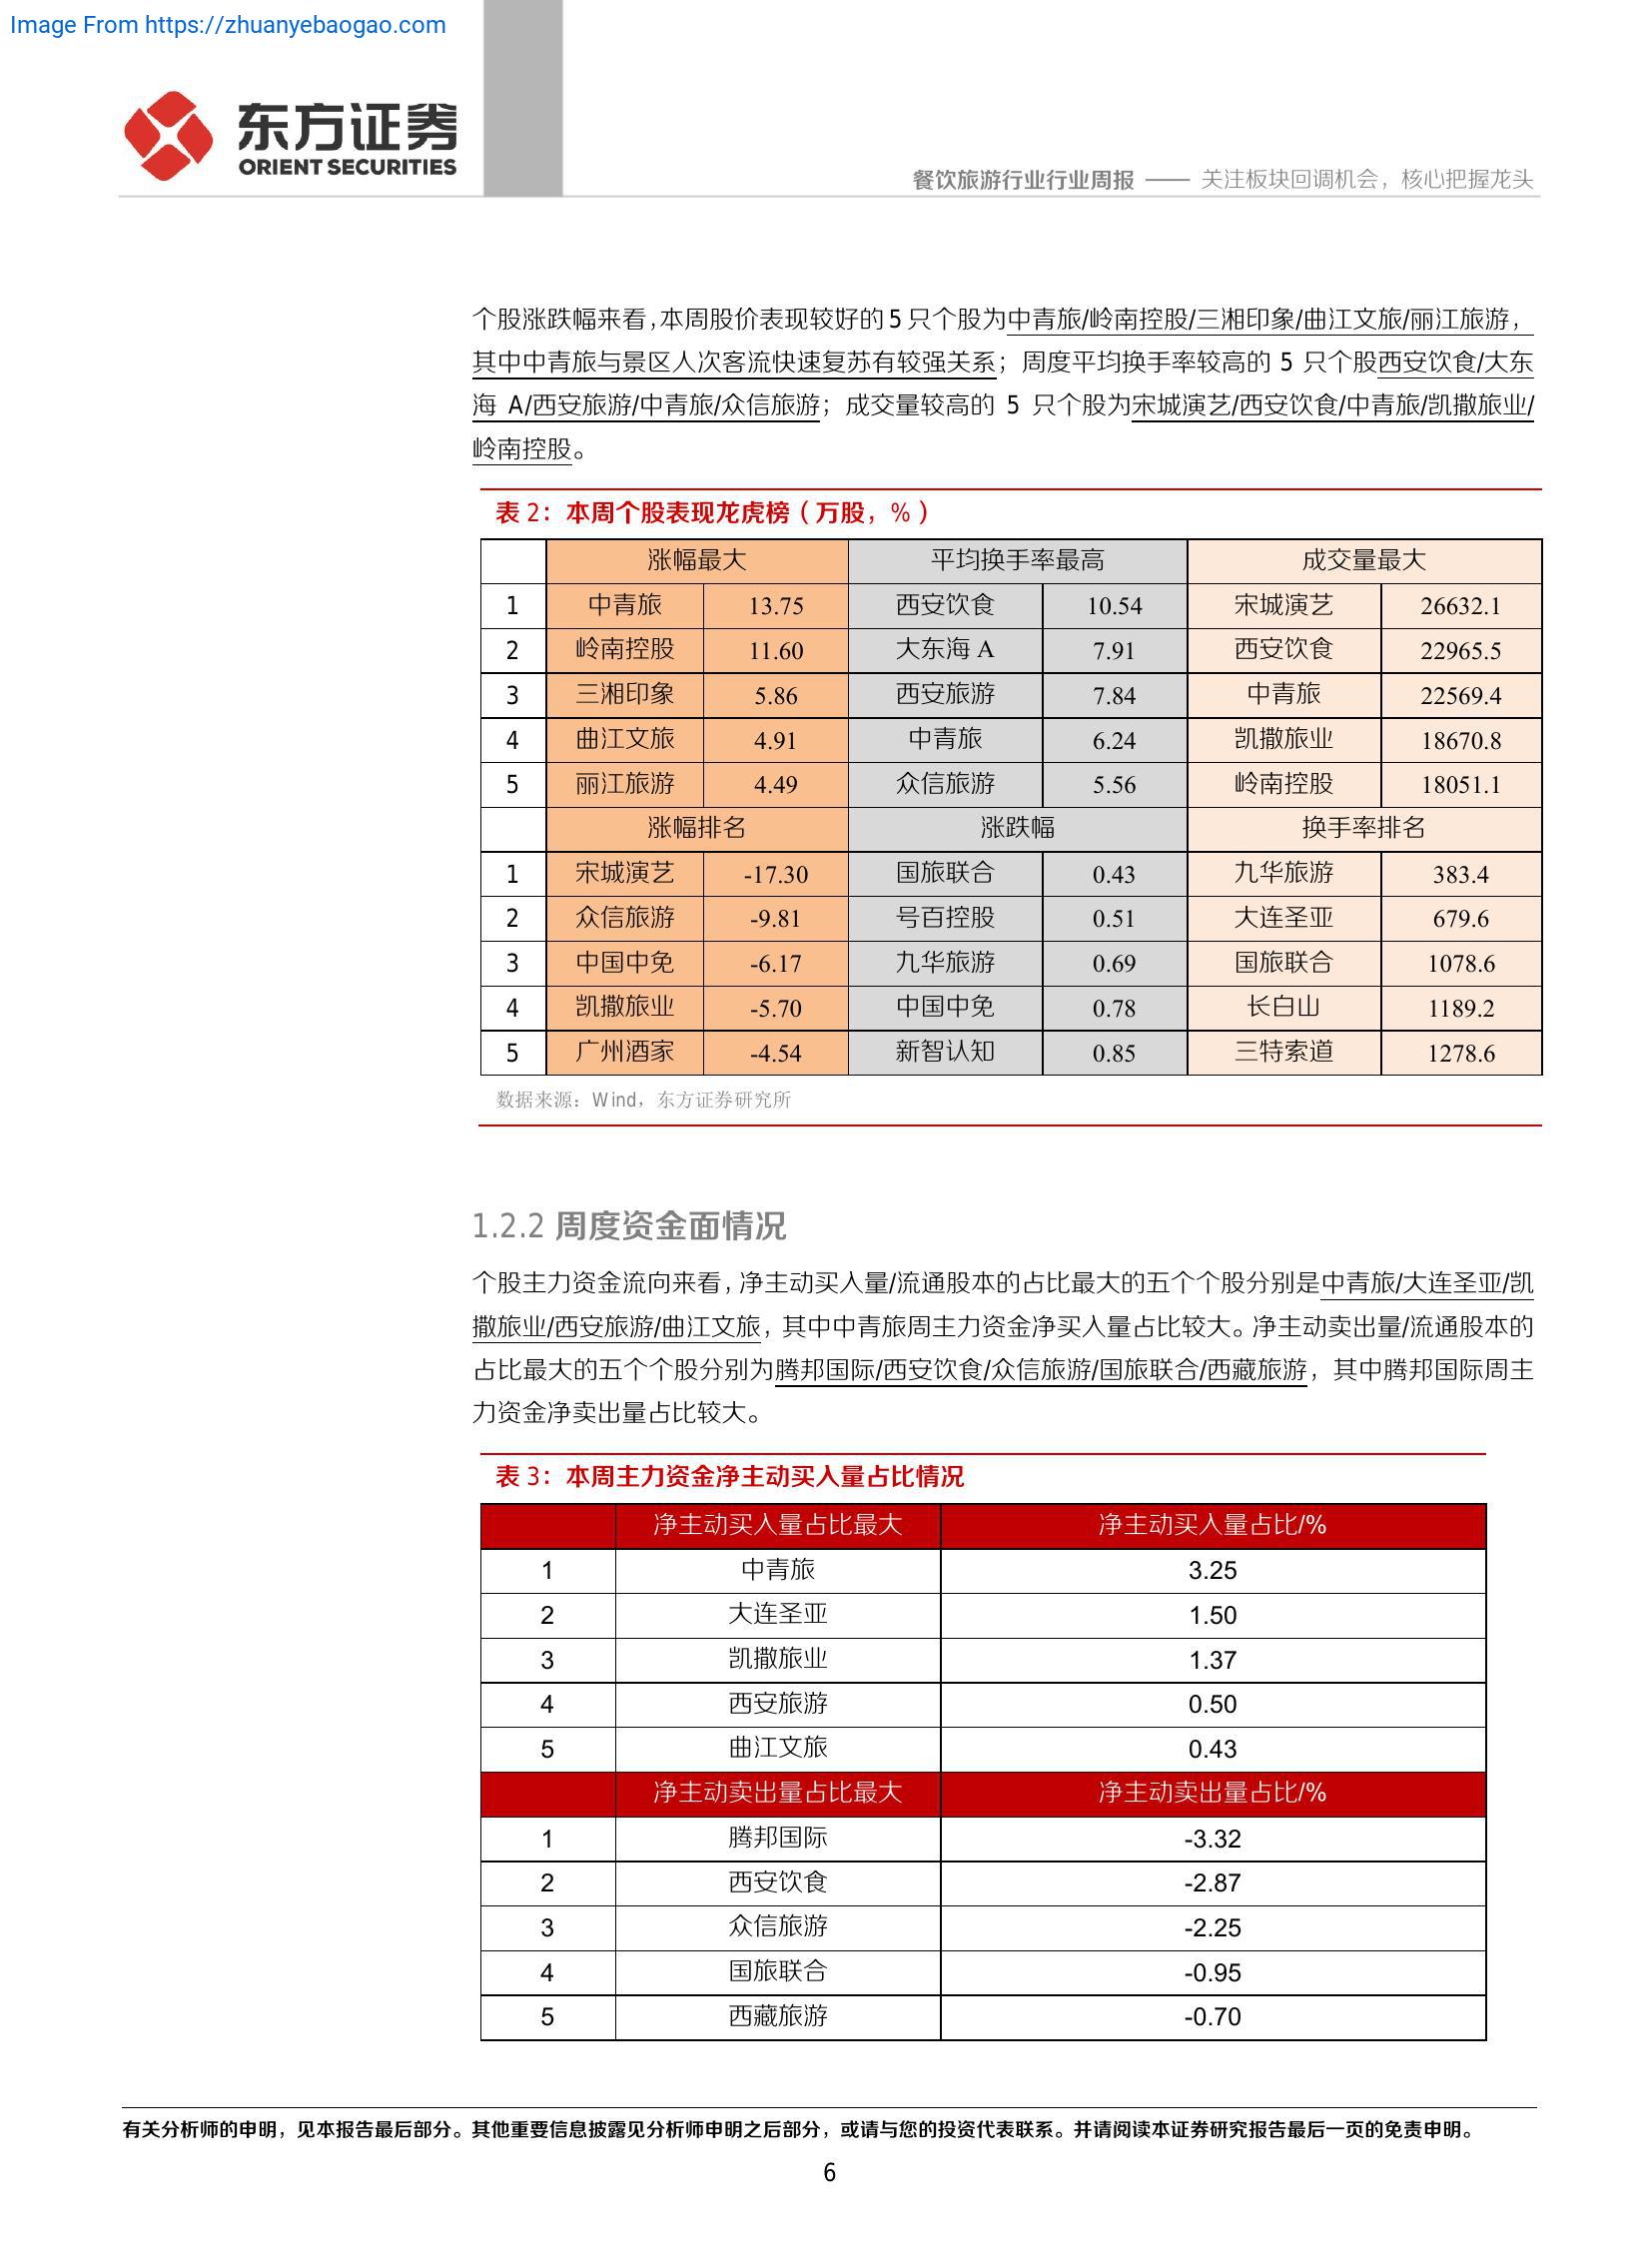 Image From https://zhuanyebaogao.com
东方证券
ORIENT SECURITIES
餐饮旅游行业行业周报 —— 关注板块回调机会，核心把握龙头
个股涨跌幅来看，本周股价表现较好的 5 只个股为中青旅/岭南控股/三湘印象/曲江文旅/丽江旅游，
其中中青旅与景区人次客流快速复苏有较强关系；周度平均换手率较高的 5 只个股西安饮食/大东
海 A/西安旅游/中青旅/众信旅游；成交量较高的 5 只个股为宋城演艺/西安饮食/中青旅/凯撒旅业/
岭南控股。
表 2：本周个股表现龙虎榜（万股，%）
涨幅最大 平均换手率最高 成交量最大
1 中青旅 13.75 西安饮食 10.54 宋城演艺 26632.1
2 岭南控股 11.60 大东海 A 7.91 西安饮食 22965.5
3 三湘印象 5.86 西安旅游 7.84 中青旅 22569.4
4 曲江文旅 4.91 中青旅 6.24 凯撒旅业 18670.8
5 丽江旅游 4.49 众信旅游 5.56 岭南控股 18051.1
涨幅排名 涨跌幅 换手率排名
1 宋城演艺 -17.30 国旅联合 0.43 九华旅游 383.4
2 众信旅游 -9.81 号百控股 0.51 大连圣亚 679.6
3 中国中免 -6.17 九华旅游 0.69 国旅联合 1078.6
4 凯撒旅业 -5.70 中国中免 0.78 长白山 1189.2
5 广州酒家 -4.54 新智认知 0.85 三特索道 1278.6
数据来源：Wind，东方证券研究所
1.2.2 周度资金面情况
个股主力资金流向来看，净主动买入量/流通股本的占比最大的五个个股分别是中青旅/大连圣亚/凯
撒旅业/西安旅游/曲江文旅，其中中青旅周主力资金净买入量占比较大。净主动卖出量/流通股本的
占比最大的五个个股分别为腾邦国际/西安饮食/众信旅游/国旅联合/西藏旅游，其中腾邦国际周主
力资金净卖出量占比较大。
表 3：本周主力资金净主动买入量占比情况
净主动买入量占比最大 净主动买入量占比/%
1 中青旅 3.25
2 大连圣亚 1.50
3 凯撒旅业 1.37
4 西安旅游 0.50
5 曲江文旅 0.43
净主动卖出量占比最大 净主动卖出量占比/%
1 腾邦国际 -3.32
2 西安饮食 -2.87
3 众信旅游 -2.25
4 国旅联合 -0.95
5 西藏旅游 -0.70
有关分析师的申明，见本报告最后部分。其他重要信息披露见分析师申明之后部分，或请与您的投资代表联系。并请阅读本证券研究报告最后一页的免责申明。
6